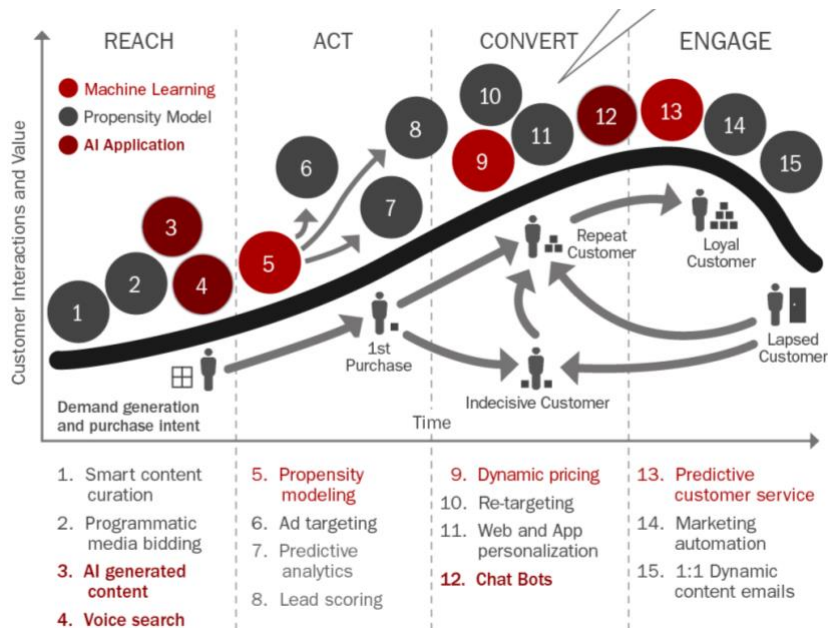 REACH
ACT
CONVERT
ENGAGE
Machine Learning
Propensity Model
AI Application
Customer Interactions and Value
1
2
3
4
5
6
7
8
9
10
11
12
13
14
15
Demand generation
and purchase intent
1st
Purchase
Indecisive Customer
Repeat
Customer
Loyal
Customer
Lapsed
Customer
Time
1. Smart content
curation
2. Programmatic
media bidding
3. AI generated
content
4. Voice search
5. Propensity
modeling
6. Ad targeting
7. Predictive
analytics
8. Lead scoring
9. Dynamic pricing
10. Re-targeting
11. Web and App
personalization
12. Chat Bots
13. Predictive
customer service
14. Marketing
automation
15. 1:1 Dynamic
content emails